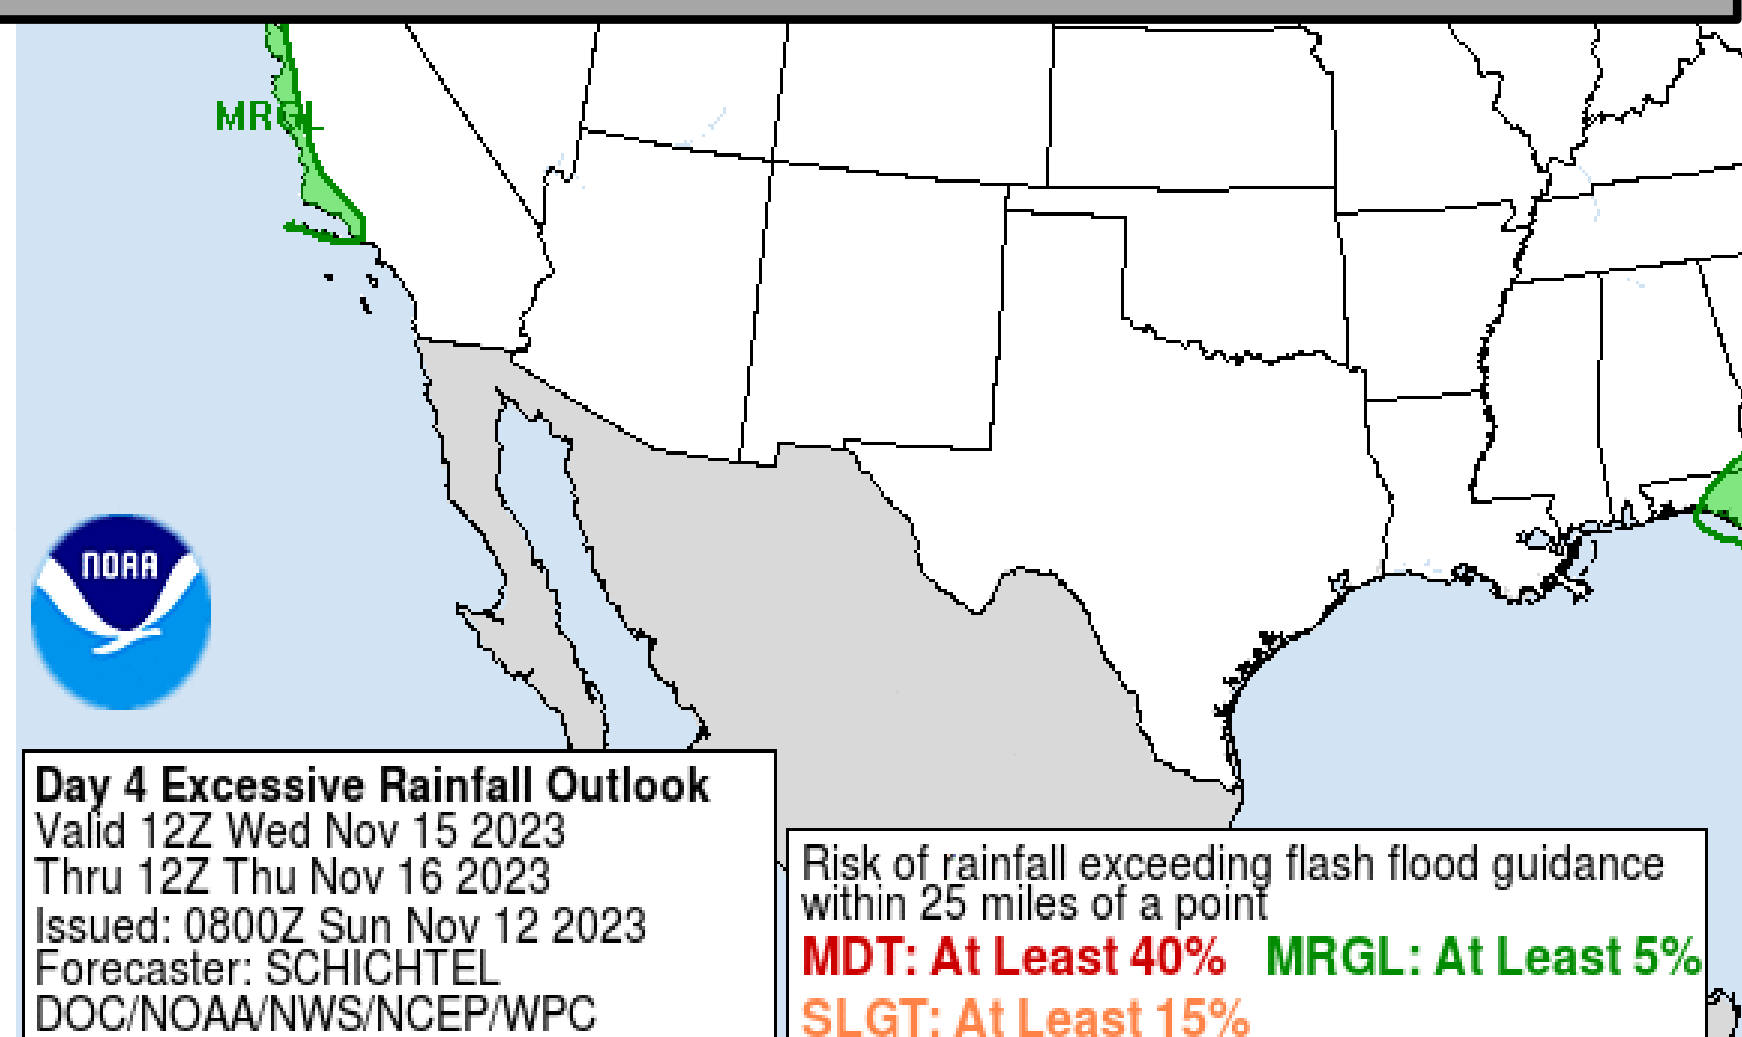 MRGL
NOAA
Day 4 Excessive Rainfall Outlook
Valid 12Z Wed Nov 15 2023
Thru 12Z Thu Nov 16 2023
Issued: 0800Z Sun Nov 12 2023
Forecaster: SCHICHTEL
DOC/NOAA/NWS/NCEP/WPC
Risk of rainfall exceeding flash flood guidance
within 25 miles of a point
MDT: At Least 40% MRGL: At Least 5%
SLGT: At Least 15%